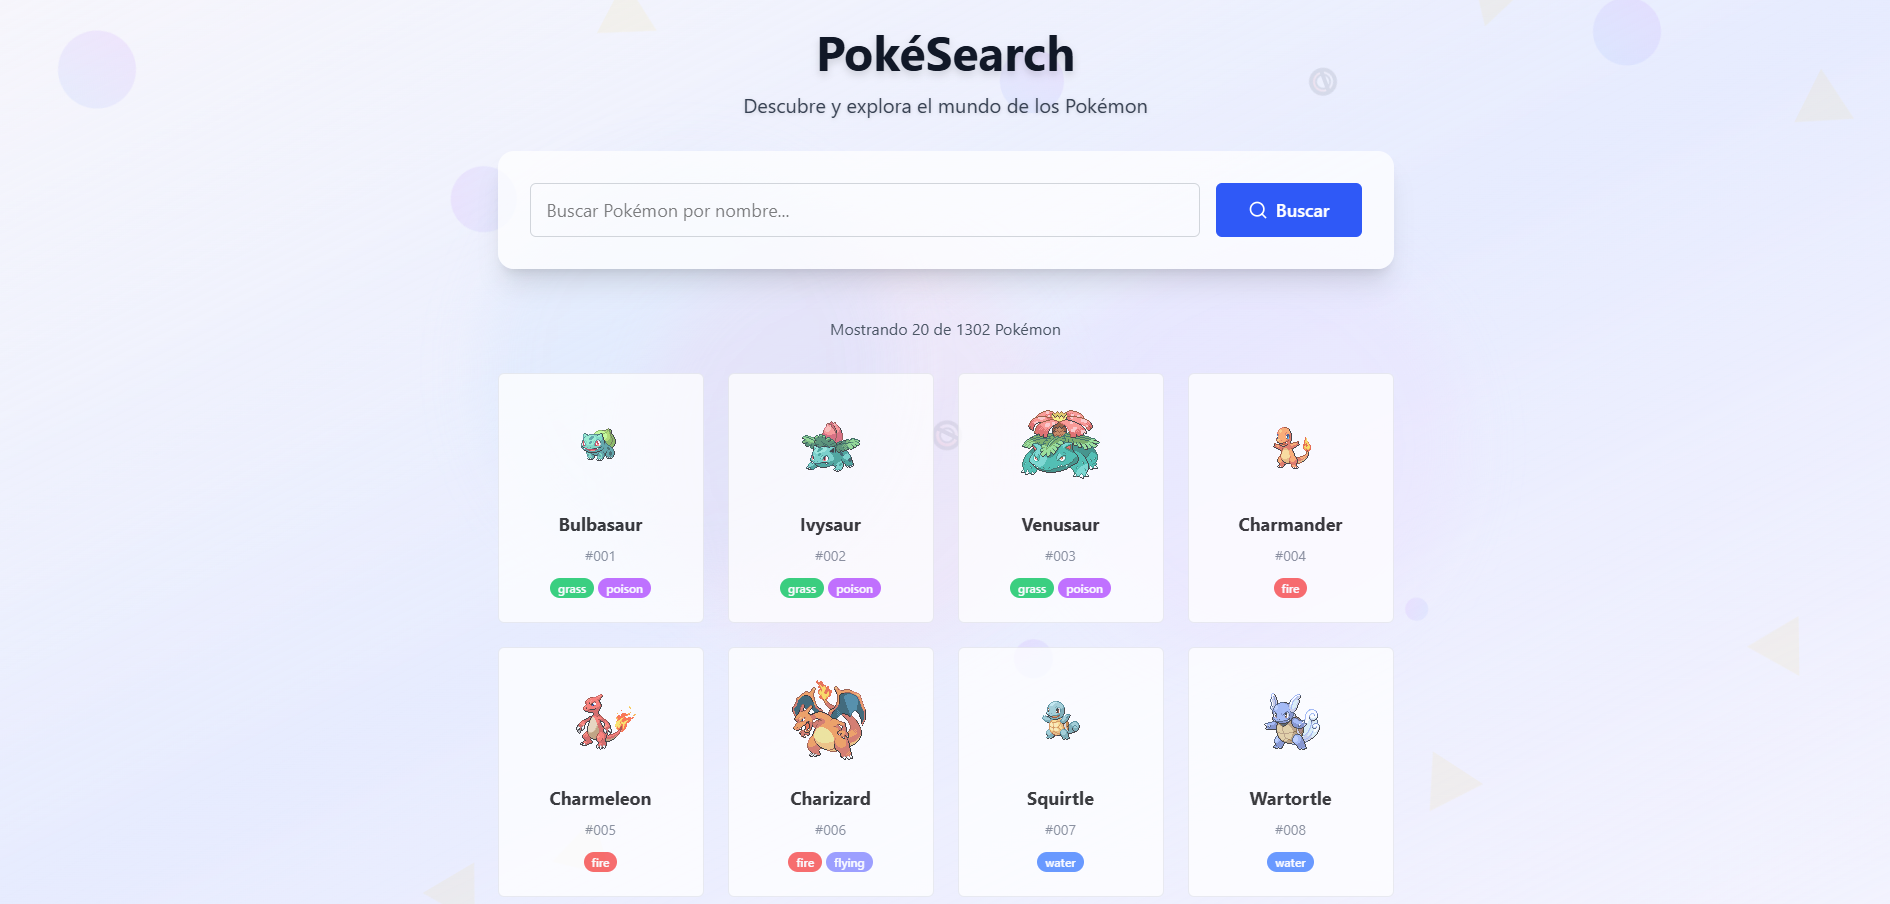 PokéSearch
Descubre y explora el mundo de los Pokémon
Buscar Pokémon por nombre...
Buscar
Mostrando 20 de 1302 Pokémon
Bulbasaur
#001
grass poison
Ivysaur
#002
grass poison
Venusaur
#003
grass poison
Charmander
#004
fire
Charmeleon
#005
fire
Charizard
#006
fire flying
Squirtle
#007
water
Wartortle
#008
water